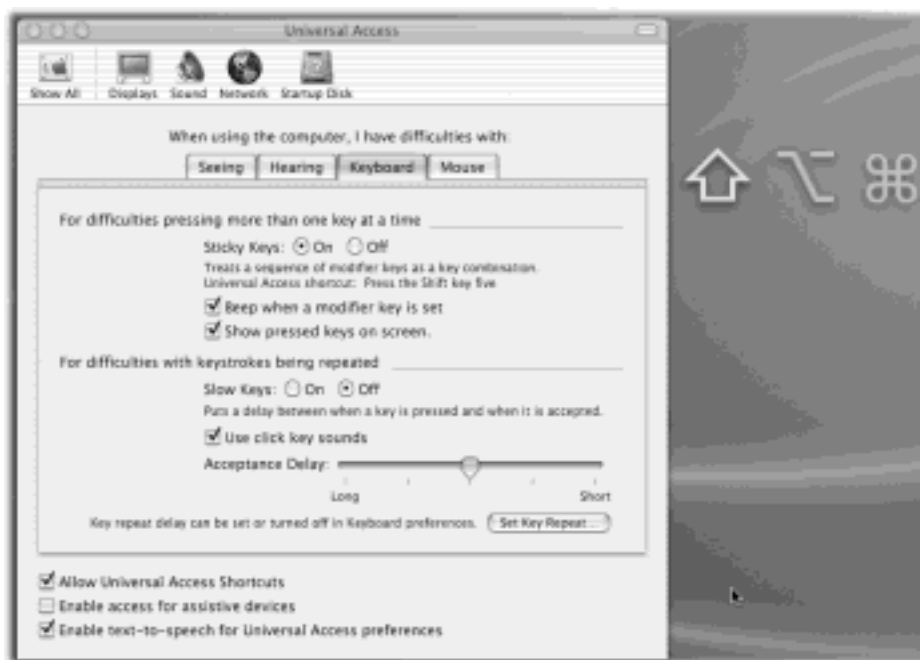 Universal Access
Show All Displays Sound Network Startup Disk
When using the computer, I have difficulties with:
Seeing Hearing Keyboard Mouse
For difficulties pressing more than one key at a time
Sticky Keys: On Off
Treats a sequence of modifier keys as a key combination.
Universal Access shortcut: Press the Shift key five
Beep when a modifier key is set
Show pressed keys on screen.
For difficulties with keystrokes being repeated
Slow Keys: On Off
Puts a delay between when a key is pressed and when it is accepted.
Use click key sounds
Acceptance Delay:
Long Short
Key repeat delay can be set or turned off in Keyboard preferences. Set Key Repeat...
Allow Universal Access Shortcuts
Enable access for assistive devices
Enable text-to-speech for Universal Access preferences